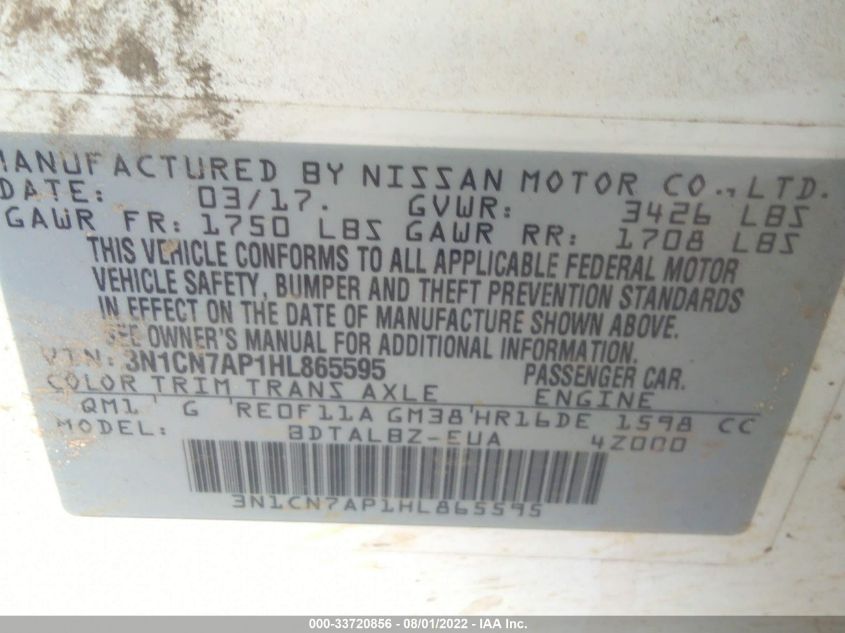 MANUFACTURED BY NISSAN MOTOR CO., LTD.
DATE: 03/17. GVWR: 3426 LBS
GAWR FR: 1750 LBS GAWR RR: 1708 LBS
THIS VEHICLE CONFORMS TO ALL APPLICABLE FEDERAL MOTOR
VEHICLE SAFETY, BUMPER AND THEFT PREVENTION STANDARDS
IN EFFECT ON THE DATE OF MANUFACTURE SHOWN ABOVE.
SEE OWNER'S MANUAL FOR ADDITIONAL INFORMATION.
VIN: 3N1CN7AP1HL865595 PASSENGER CAR.
COLOR TRIM TRANS AXLE ENGINE
QM1 ' G ' RE0F11A GM38 ' HR16DE 1598 CC
MODEL: BDTALBZ-EUA 4Z000
3N1CN7AP1HL865595
000-33720856 - 08/01/2022 - IAA Inc.